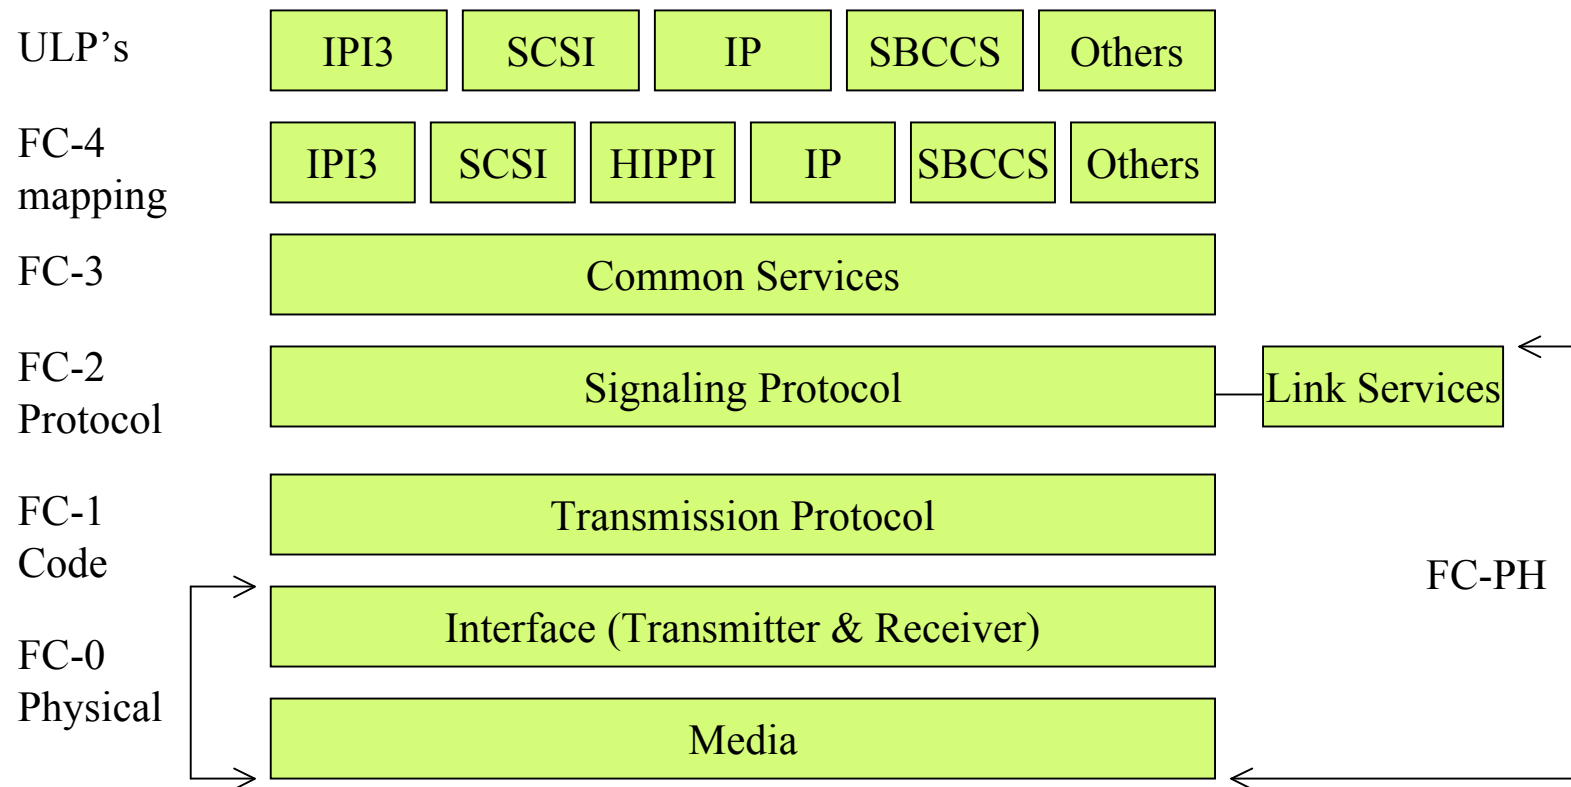 ULP’s
IPI3 SCSI IP SBCCS Others
FC-4
mapping
IPI3 SCSI HIPPI IP SBCCS Others
FC-3
Common Services
FC-2
Protocol
Signaling Protocol
Link Services
FC-1
Code
Transmission Protocol
FC-PH
FC-0
Physical
Interface (Transmitter & Receiver)
Media